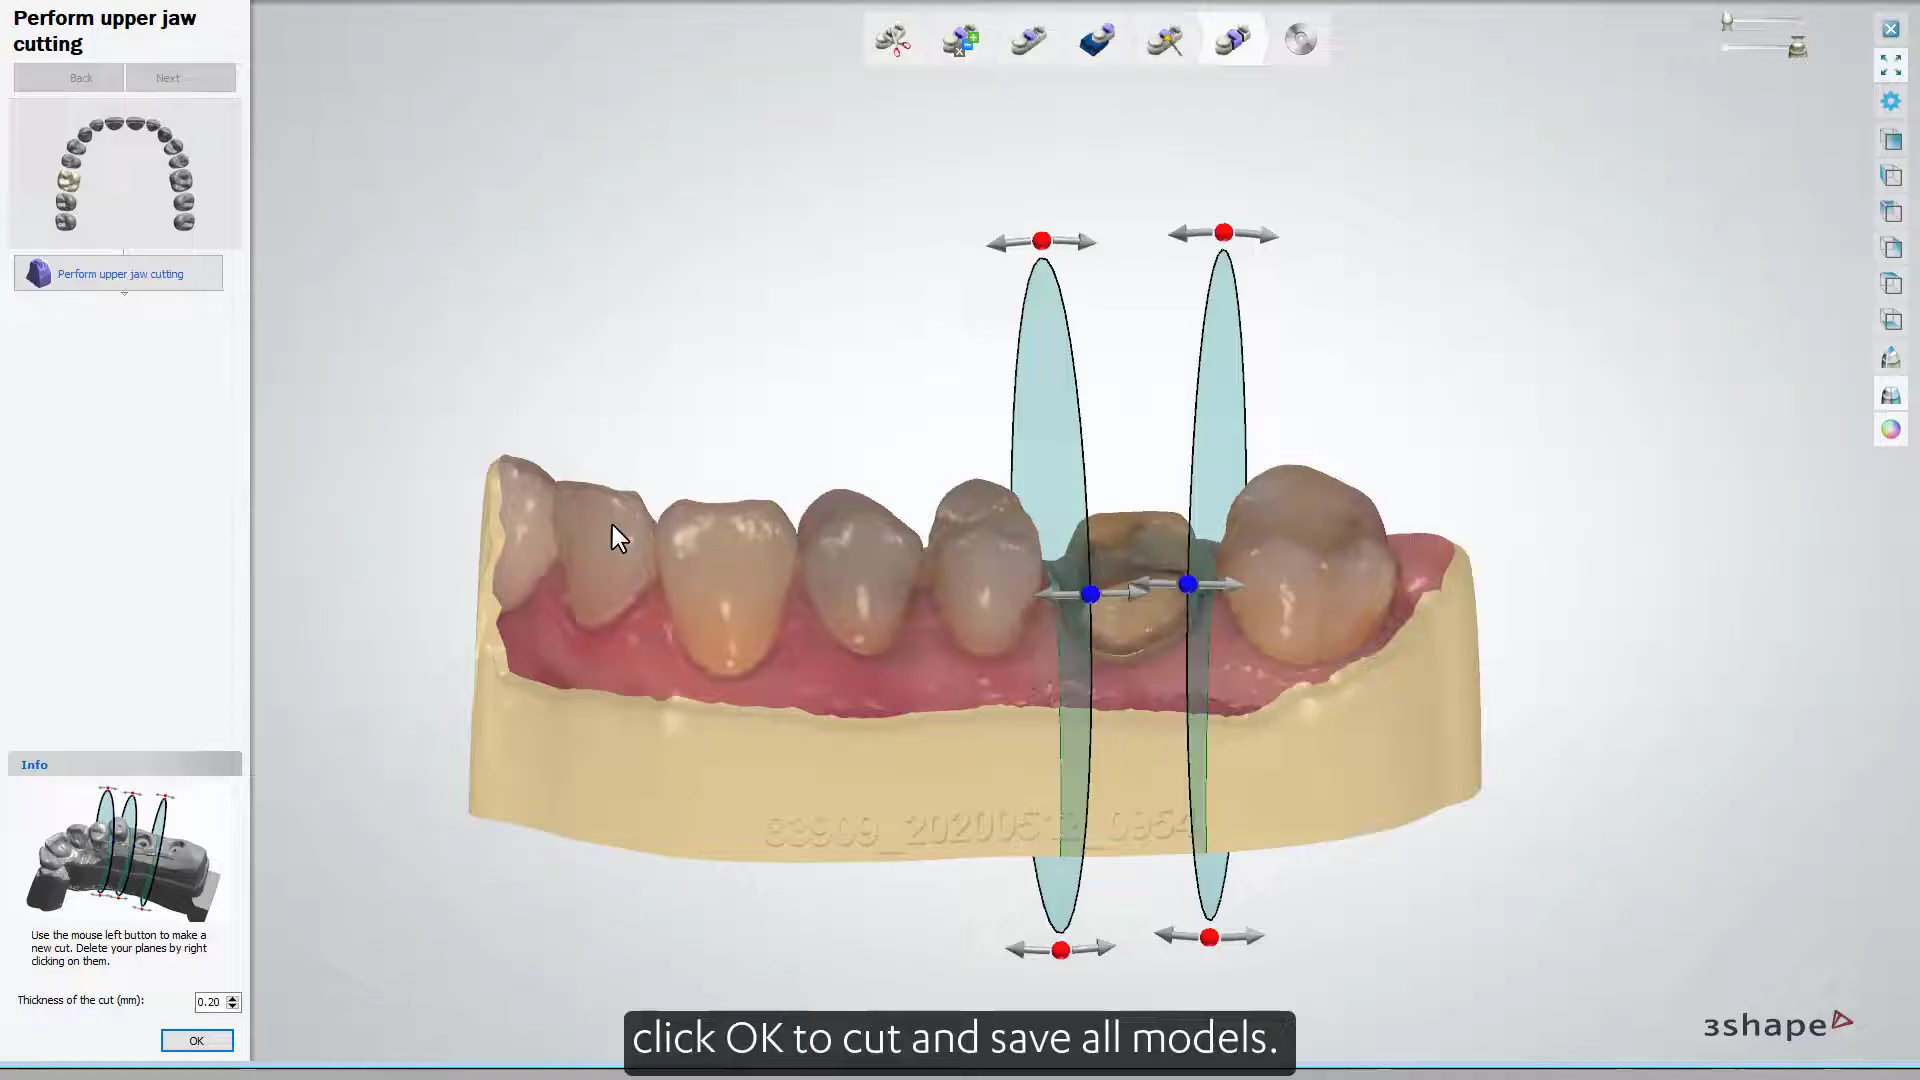 Perform upper jaw
cutting
Back
Next
Perform upper jaw cutting
Info
Use the mouse left button to make a
new cut. Delete your planes by right
clicking on them.
Thickness of the cut (mm):
0.20
OK
33909_20200512_0954
3shape
click OK to cut and save all models.